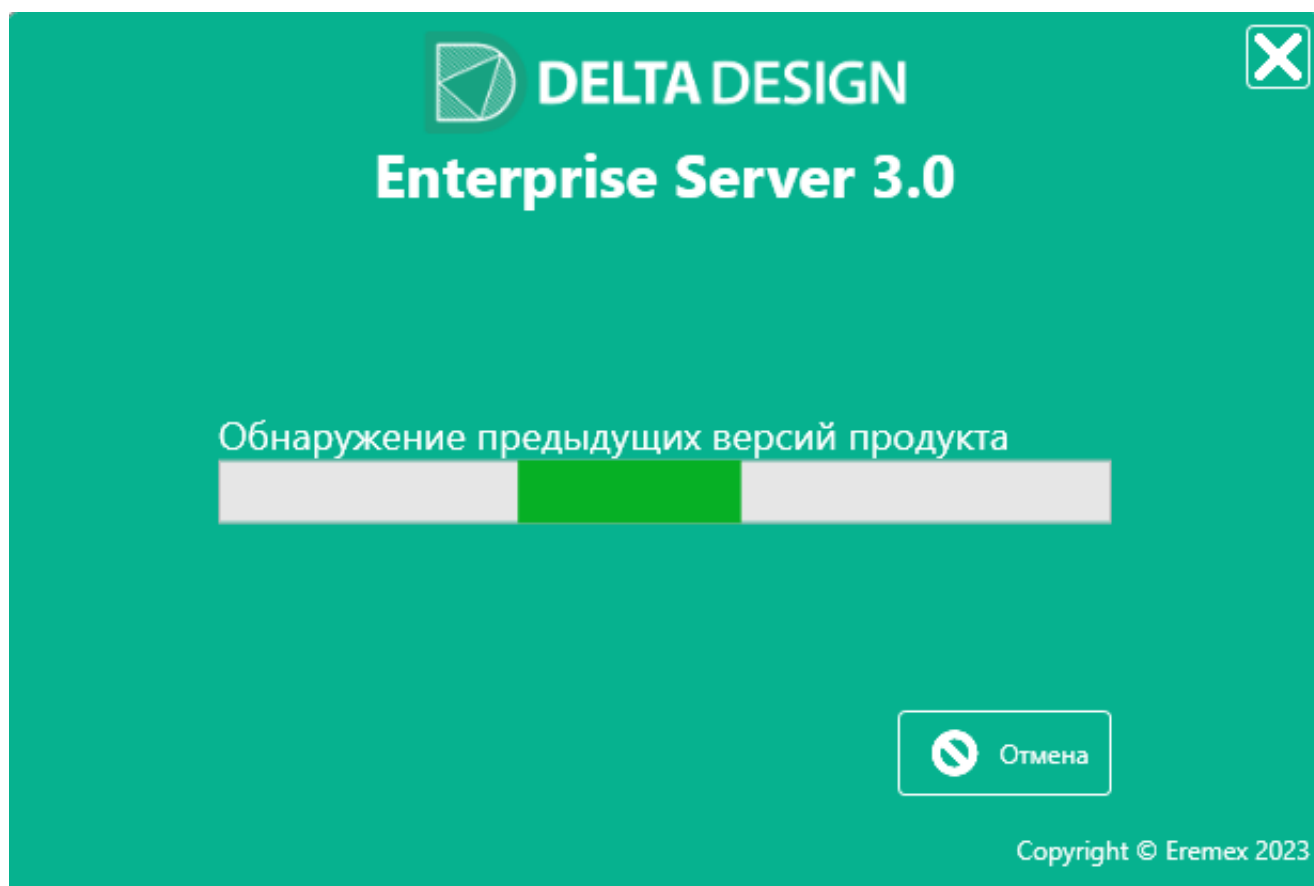 DELTA DESIGN
Enterprise Server 3.0
Обнаружение предыдущих версий продукта
Отмена
Copyright © Eremex 2023